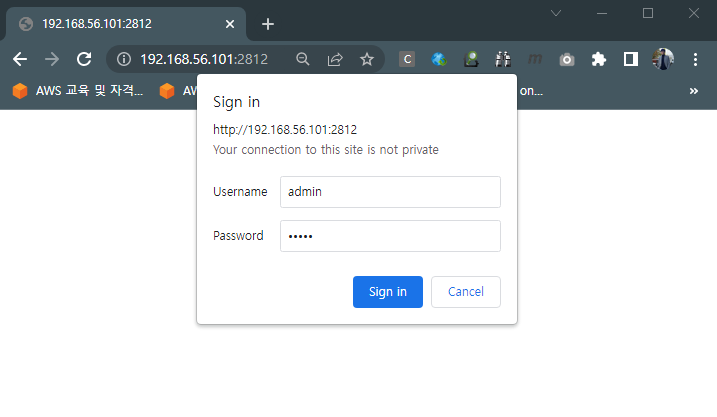 192.168.56.101:2812
192.168.56.101:2812
AWS 교육 및 자격...
AW
on...
»
Sign in
http://192.168.56.101:2812
Your connection to this site is not private
Username
admin
Password
•••••
Sign in
Cancel